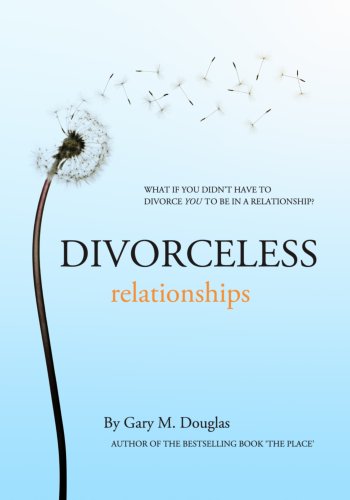 WHAT IF YOU DIDN'T HAVE TO
DIVORCE YOU TO BE IN A RELATIONSHIP?
DIVORCELESS
relationships
By Gary M. Douglas
AUTHOR OF THE BESTSELLING BOOK 'THE PLACE'